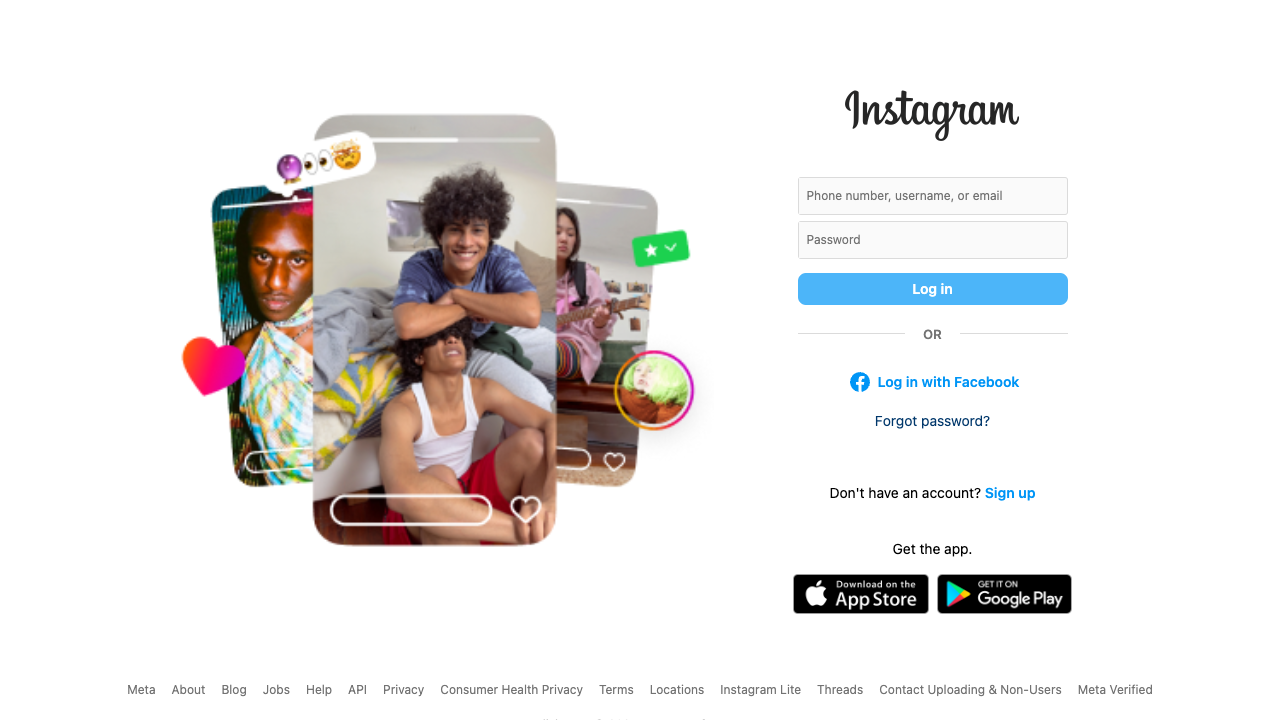 Instagram
Phone number, username, or email
Password
Log in
OR
Log in with Facebook
Forgot password?
Don't have an account? Sign up
Get the app.
Download on the
App Store
GET IT ON
Google Play
Meta About Blog Jobs Help API Privacy Consumer Health Privacy Terms Locations Instagram Lite Threads Contact Uploading & Non-Users Meta Verified